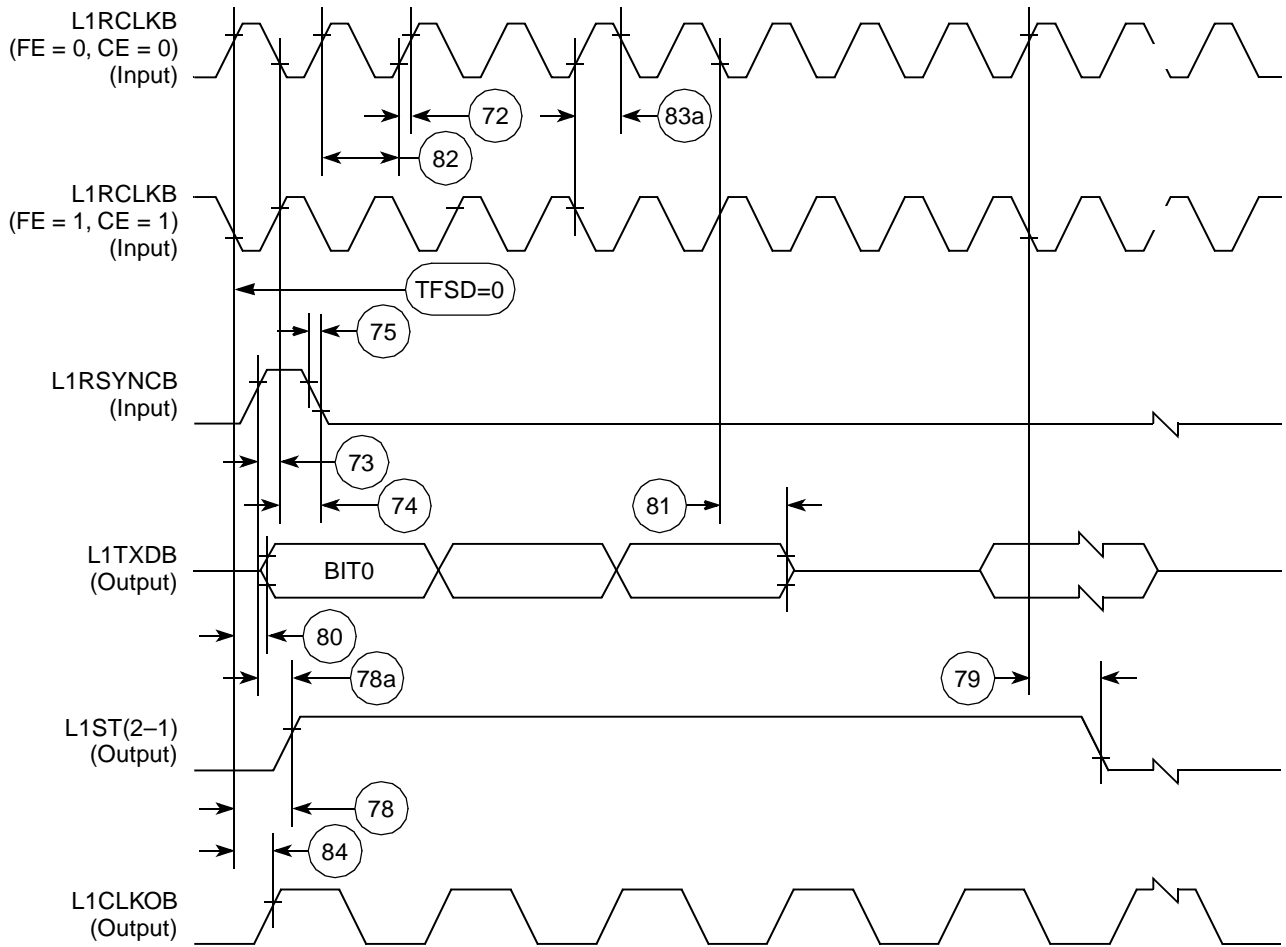 L1RCLKB
(FE = 0, CE = 0)
(Input)
72
83a
82
L1RCLKB
(FE = 1, CE = 1)
(Input)
TFSD=0
75
L1RSYNCB
(Input)
73
74
81
L1TXDB
(Output)
BIT0
80
78a
79
L1ST(2–1)
(Output)
78
84
L1CLKOB
(Output)